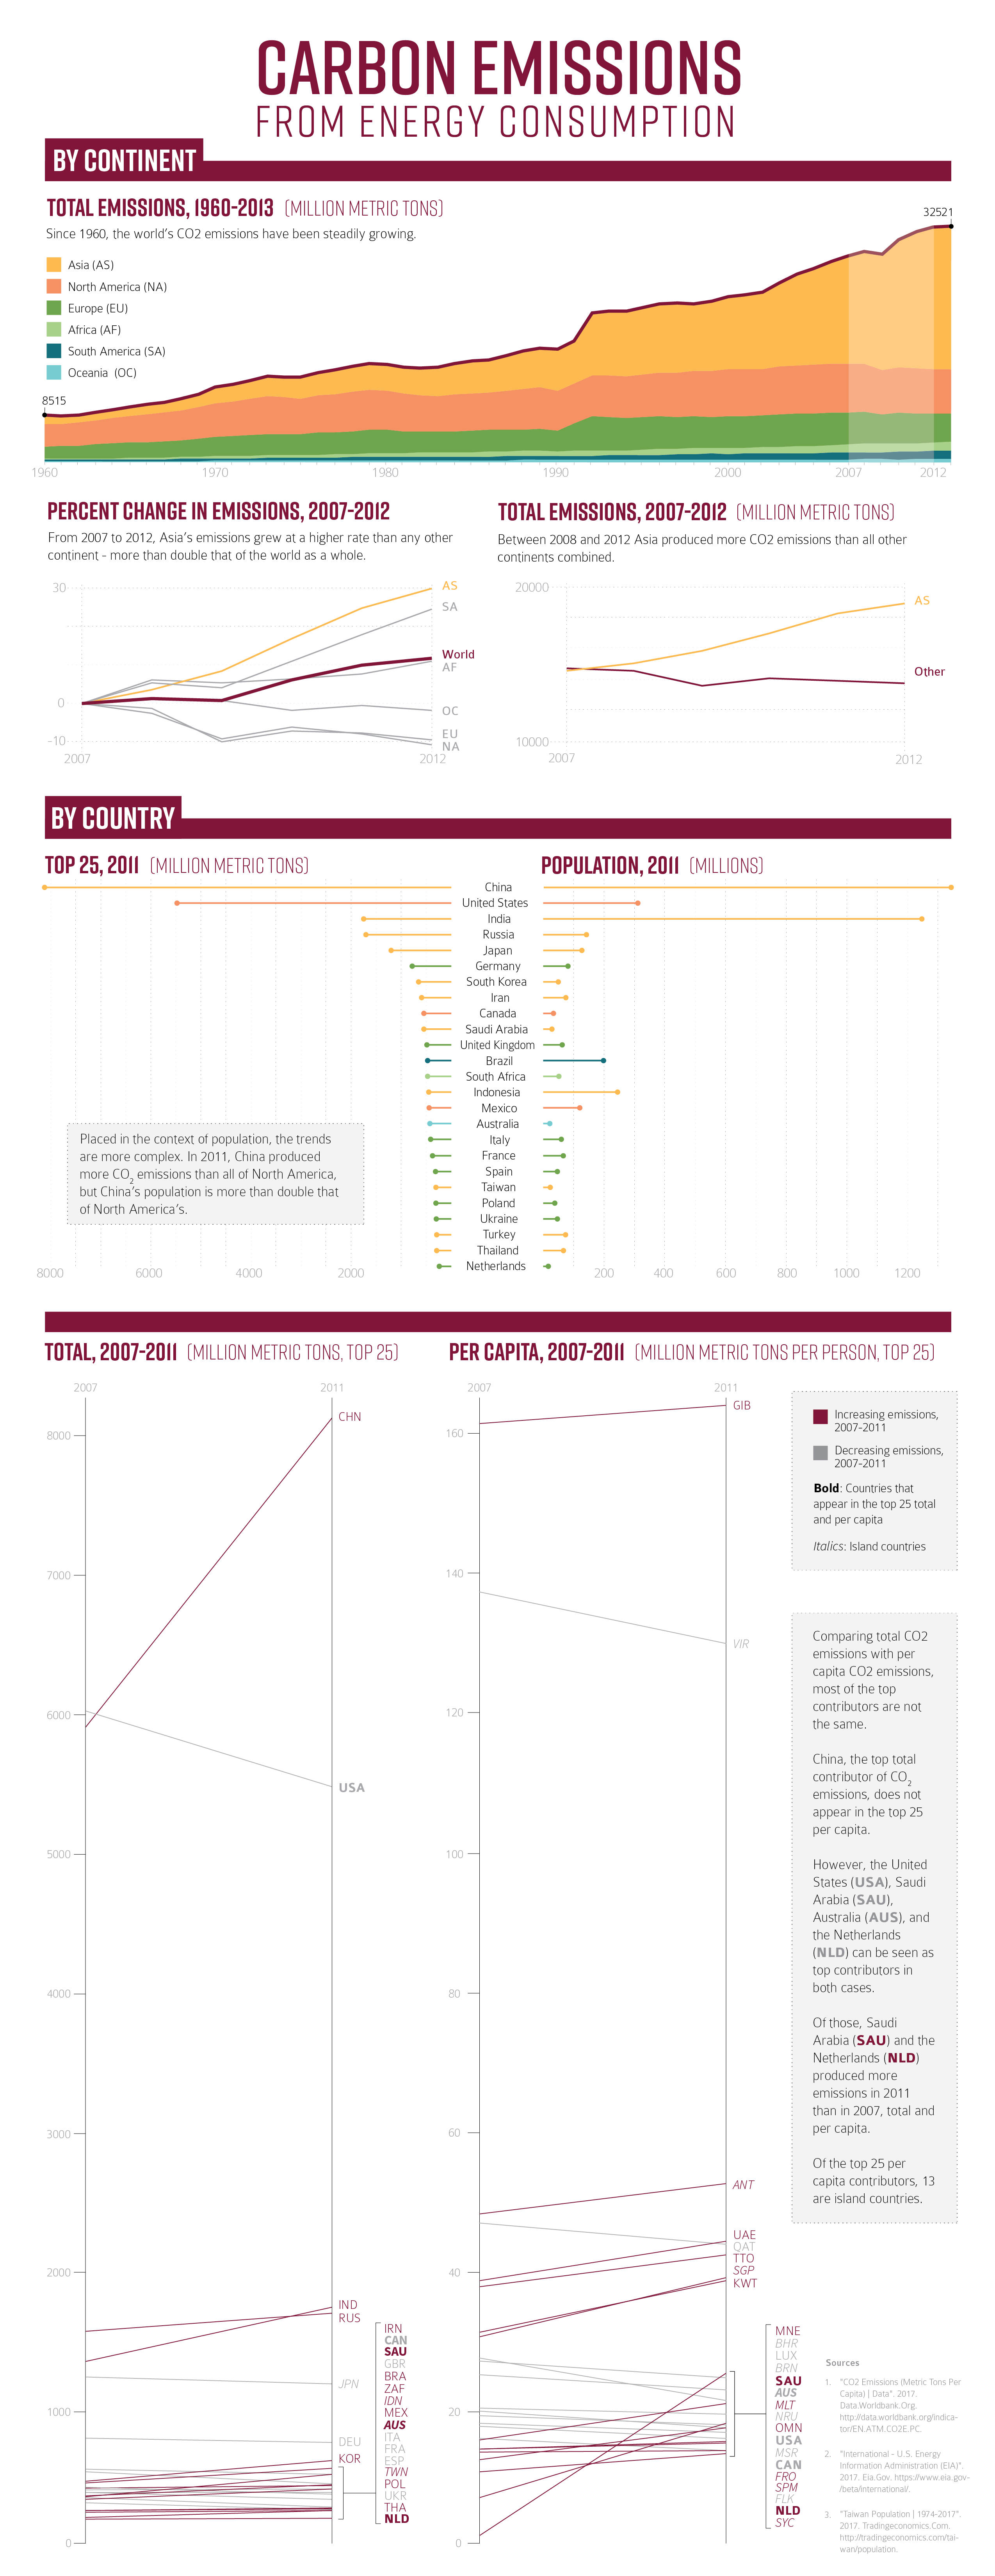 CARBON EMISSIONS
FROM ENERGY CONSUMPTION
BY CONTINENT
TOTAL EMISSIONS, 1960-2013 (MILLION METRIC TONS)
Since 1960, the world's CO2 emissions have been steadily growing.
Asia (AS)
North America (NA)
Europe (EU)
Africa (AF)
South America (SA)
Oceania (OC)
8515
32521
1960 1970 1980 1990 2000 2007 2012
PERCENT CHANGE IN EMISSIONS, 2007-2012
From 2007 to 2012, Asia's emissions grew at a higher rate than any other
continent - more than double that of the world as a whole.
30
0
-10
2007 2012
AS
SA
World
AF
OC
EU
NA
TOTAL EMISSIONS, 2007-2012 (MILLION METRIC TONS)
Between 2008 and 2012 Asia produced more CO2 emissions than all other
continents combined.
20000
10000
2007 2012
AS
Other
BY COUNTRY
TOP 25, 2011 (MILLION METRIC TONS)
POPULATION, 2011 (MILLIONS)
China
United States
India
Russia
Japan
Germany
South Korea
Iran
Canada
Saudi Arabia
United Kingdom
Brazil
South Africa
Indonesia
Mexico
Australia
Italy
France
Spain
Taiwan
Poland
Ukraine
Turkey
Thailand
Netherlands
Placed in the context of population, the trends
are more complex. In 2011, China produced
more CO2 emissions than all of North America,
but China's population is more than double that
of North America's.
8000 6000 4000 2000
200 400 600 800 1000 1200
TOTAL, 2007-2011 (MILLION METRIC TONS, TOP 25)
2007 2011
8000
7000
6000
5000
4000
3000
2000
1000
0
CHN
USA
IND
RUS
JPN
DEU
KOR
IRN
CAN
SAU
GBR
BRA
ZAF
IDN
MEX
AUS
ITA
FRA
ESP
TWN
POL
UKR
THA
NLD
PER CAPITA, 2007-2011 (MILLION METRIC TONS PER PERSON, TOP 25)
2007 2011
160
140
120
100
80
60
40
20
0
GIB
VIR
ANT
UAE
QAT
TTO
SGP
KWT
MNE
BHR
LUX
BRN
SAU
AUS
MLT
NRU
OMN
USA
MSR
CAN
FRO
SPM
FLK
NLD
SYC
Increasing emissions,
2007-2011
Decreasing emissions,
2007-2011
Bold: Countries that
appear in the top 25 total
and per capita
Italics: Island countries
Comparing total CO2
emissions with per
capita CO2 emissions,
most of the top
contributors are not
the same.
China, the top total
contributor of CO2
emissions, does not
appear in the top 25
per capita.
However, the United
States (USA), Saudi
Arabia (SAU),
Australia (AUS), and
the Netherlands
(NLD) can be seen as
top contributors in
both cases.
Of those, Saudi
Arabia (SAU) and the
Netherlands (NLD)
produced more
emissions in 2011
than in 2007, total and
per capita.
Of the top 25 per
capita contributors, 13
are island countries.
Sources
1. "CO2 Emissions (Metric Tons Per
Capita) | Data". 2017.
Data.Worldbank.Org.
http://data.worldbank.org/indica-
tor/EN.ATM.CO2E.PC.
2. "International - U.S. Energy
Information Administration (EIA)".
2017. Eia.Gov. https://www.eia.gov-
/beta/international/.
3. "Taiwan Population | 1974-2017".
2017. Tradingeconomics.Com.
http://tradingeconomics.com/tai-
wan/population.